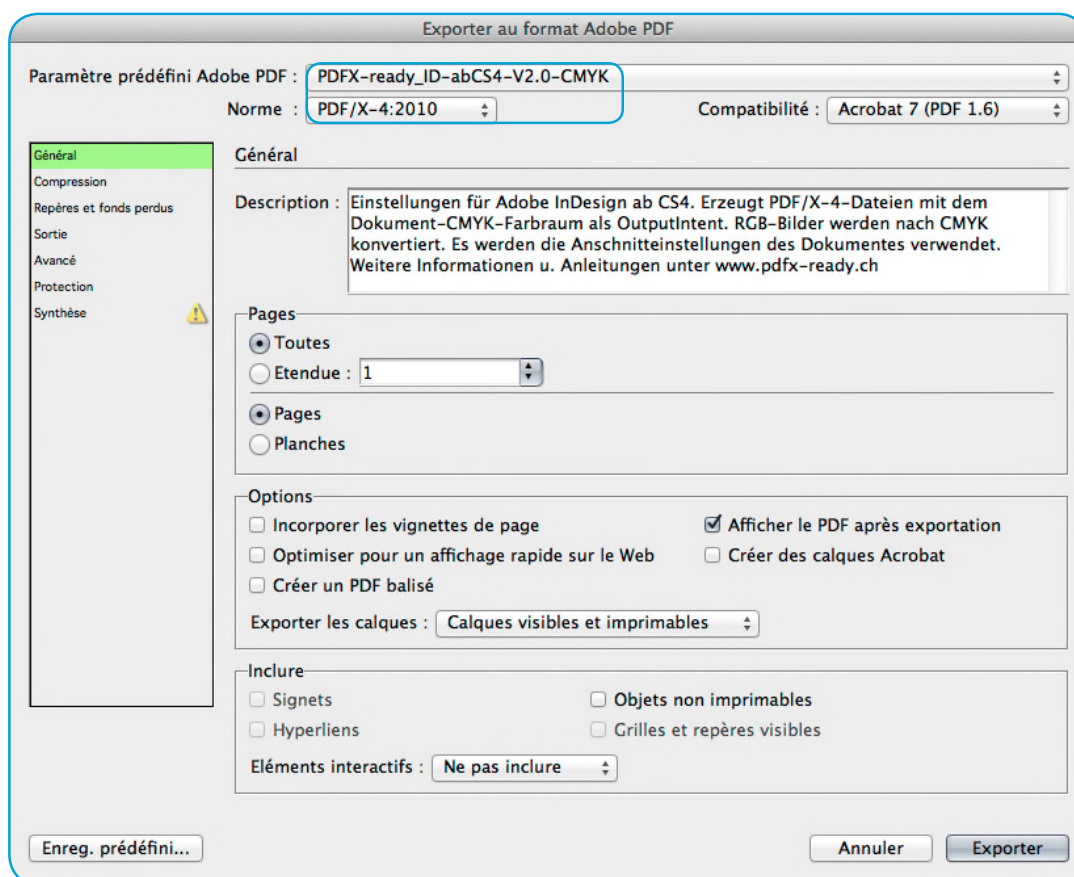 Exporter au format Adobe PDF
Paramètre prédéfini Adobe PDF : PDFX-ready_ID-abCS4-V2.0-CMYK
Norme : PDF/X-4:2010 Compatibilité : Acrobat 7 (PDF 1.6)
Général
Compression
Repères et fonds perdus
Sortie
Avancé
Protection
Synthèse
Général
Description : Einstellungen für Adobe InDesign ab CS4. Erzeugt PDF/X-4-Dateien mit dem
Dokument-CMYK-Farbraum als OutputIntent. RGB-Bilder werden nach CMYK
konvertiert. Es werden die Anschnitteinstellungen des Dokumentes verwendet.
Weitere Informationen u. Anleitungen unter www.pdfx-ready.ch
Pages
Toutes
Etendue : 1
Pages
Planches
Options
Incorporer les vignettes de page Afficher le PDF après exportation
Optimiser pour un affichage rapide sur le Web Créer des calques Acrobat
Créer un PDF balisé
Exporter les calques : Calques visibles et imprimables
Inclure
Signets Objets non imprimables
Hyperliens Grilles et repères visibles
Eléments interactifs : Ne pas inclure
Enreg. prédéfini... Annuler Exporter